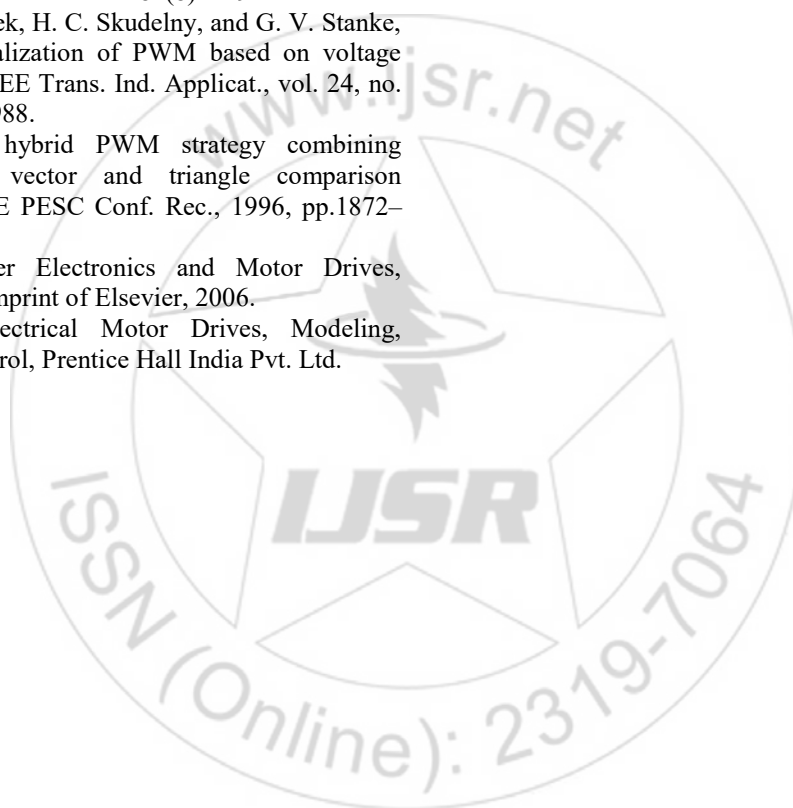 ek, H. C. Skudelny, and G. V. Stanke,
alization of PWM based on voltage
EE Trans. Ind. Applicat., vol. 24, no.
988.
hybrid PWM strategy combining
vector and triangle comparison
E PESC Conf. Rec., 1996, pp.1872–
er Electronics and Motor Drives,
mprint of Elsevier, 2006.
ectrical Motor Drives, Modeling,
rol, Prentice Hall India Pvt. Ltd.
www.ijsr.net
IJSR
ISSN (Online): 2319-7064